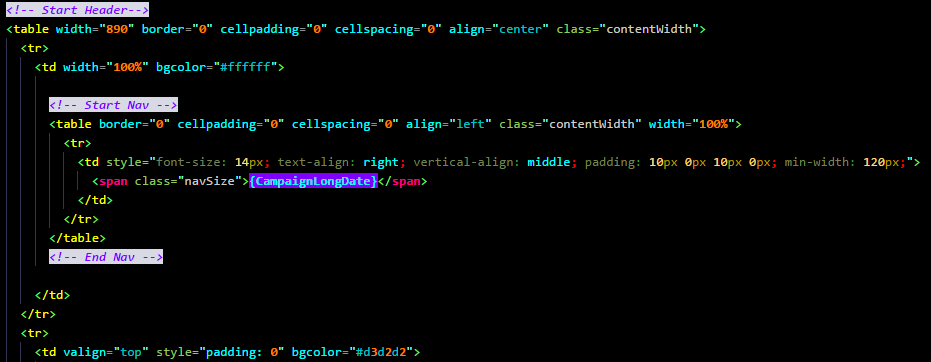 <!-- Start Header-->
<table width="890" border="0" cellpadding="0" cellspacing="0" align="center" class="contentWidth">
<tr>
<td width="100%" bgcolor="#ffffff">
<!-- Start Nav -->
<table border="0" cellpadding="0" cellspacing="0" align="left" class="contentWidth" width="100%">
<tr>
<td style="font-size: 14px; text-align: right; vertical-align: middle; padding: 10px 0px 10px 0px; min-width: 120px;">
<span class="navSize">{CampaignLongDate}</span>
</td>
</tr>
</table>
<!-- End Nav -->
</td>
</tr>
<tr>
<td valign="top" style="padding: 0" bgcolor="#d3d2d2">